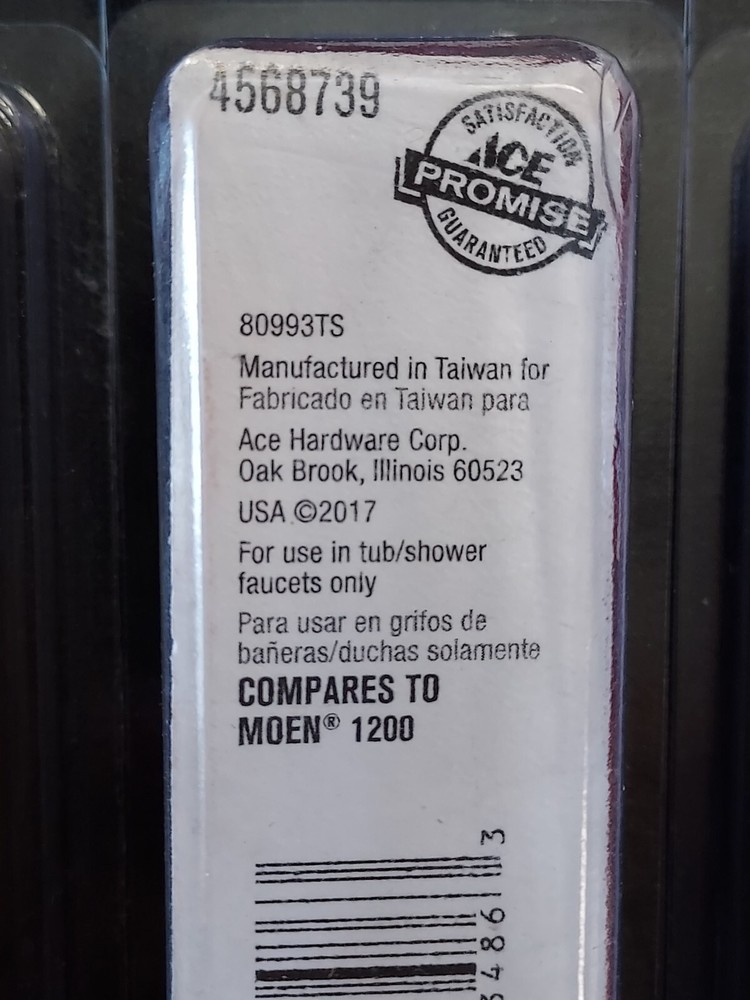 4568739
SATISFACTION
ACE
PROMISE
GUARANTEED
80993TS
Manufactured in Taiwan for
Fabricado en Taiwan para
Ace Hardware Corp.
Oak Brook, Illinois 60523
USA ©2017
For use in tub/shower
faucets only
Para usar en grifos de
bañeras/duchas solamente
COMPARES TO
MOEN® 1200
486 3